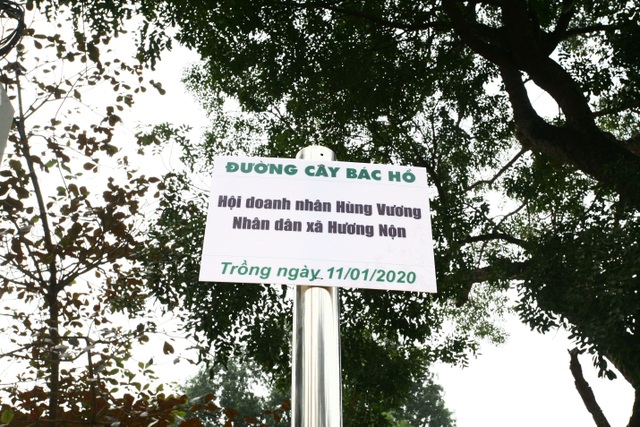 ĐƯỜNG CÂY BÁC HỒ
Hội doanh nhân Hùng Vương
Nhân dân xã Hương Nộn
Trồng ngày 11/01/2020